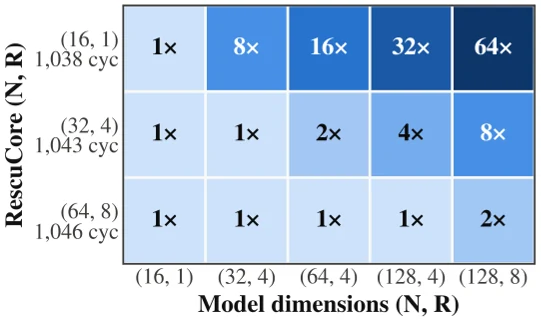 RescuCore (N, R)
(16, 1)
1,038 cyc
1× 8× 16× 32× 64×
(32, 4)
1,043 cyc
1× 1× 2× 4× 8×
(64, 8)
1,046 cyc
1× 1× 1× 1× 2×
(16, 1) (32, 4) (64, 4) (128, 4) (128, 8)
Model dimensions (N, R)